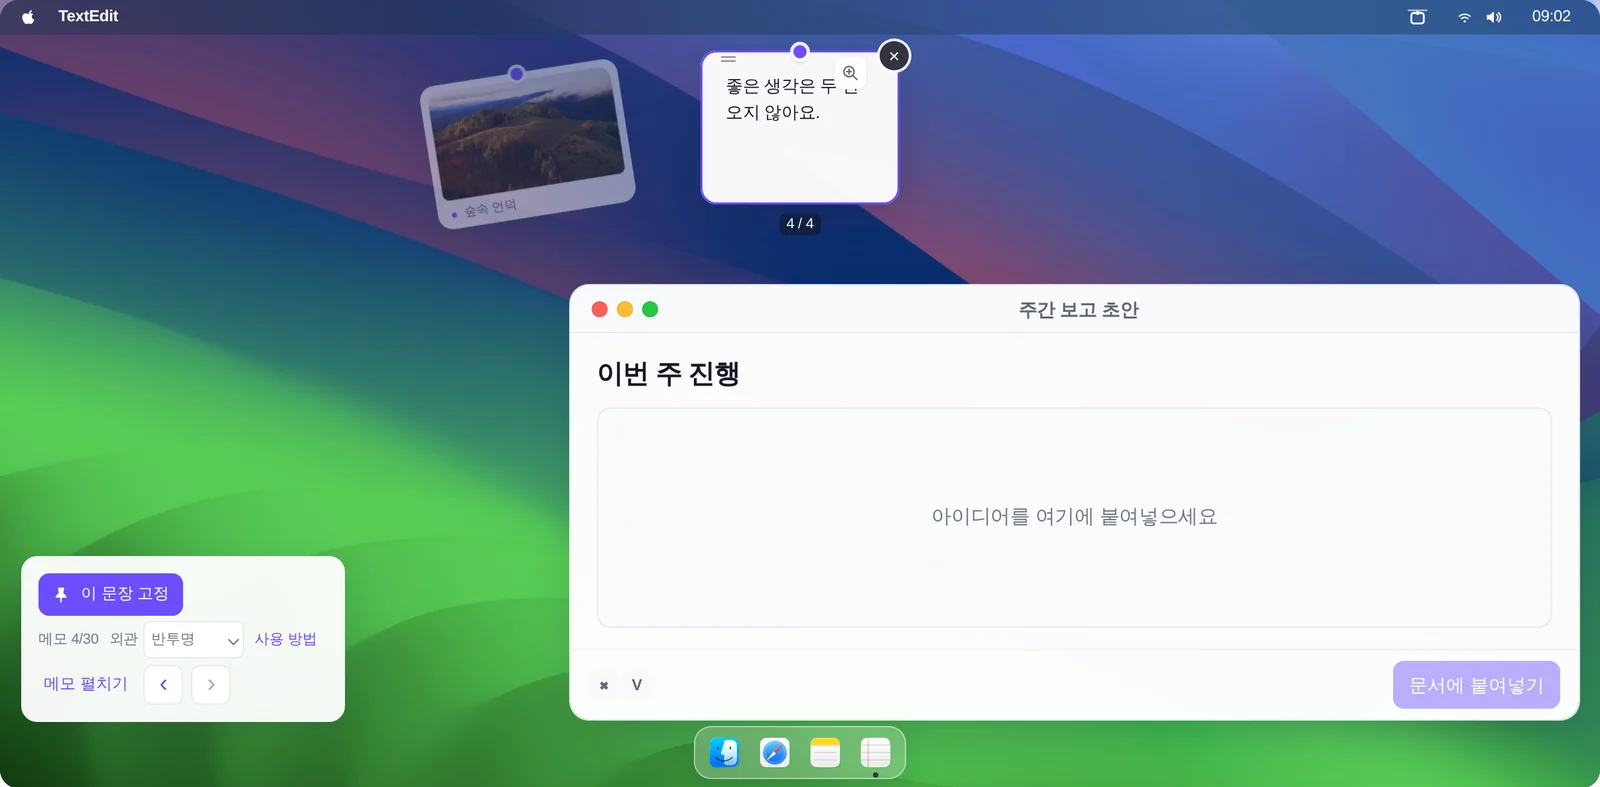 TextEdit
09:02
좋은 생각은 두
오지 않아요.
숲속 언덕
4 / 4
주간 보고 초안
이번 주 진행
아이디어를 여기에 붙여넣으세요
이 문장 고정
메모 4/30 외관 반투명 사용 방법
메모 펼치기
⌘ V
문서에 붙여넣기